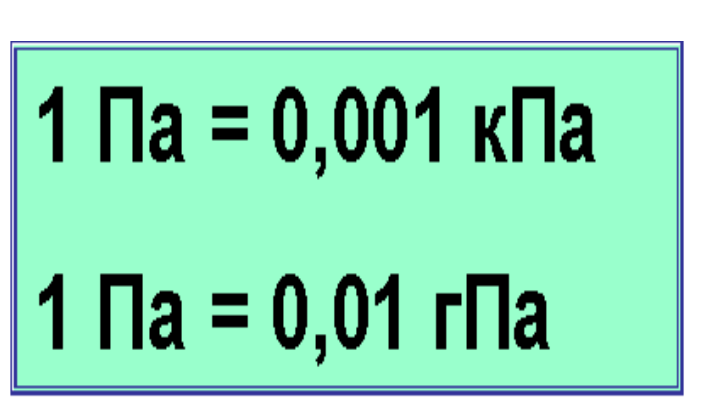 1 Па = 0,001 кПа
1 Па = 0,01 гПа